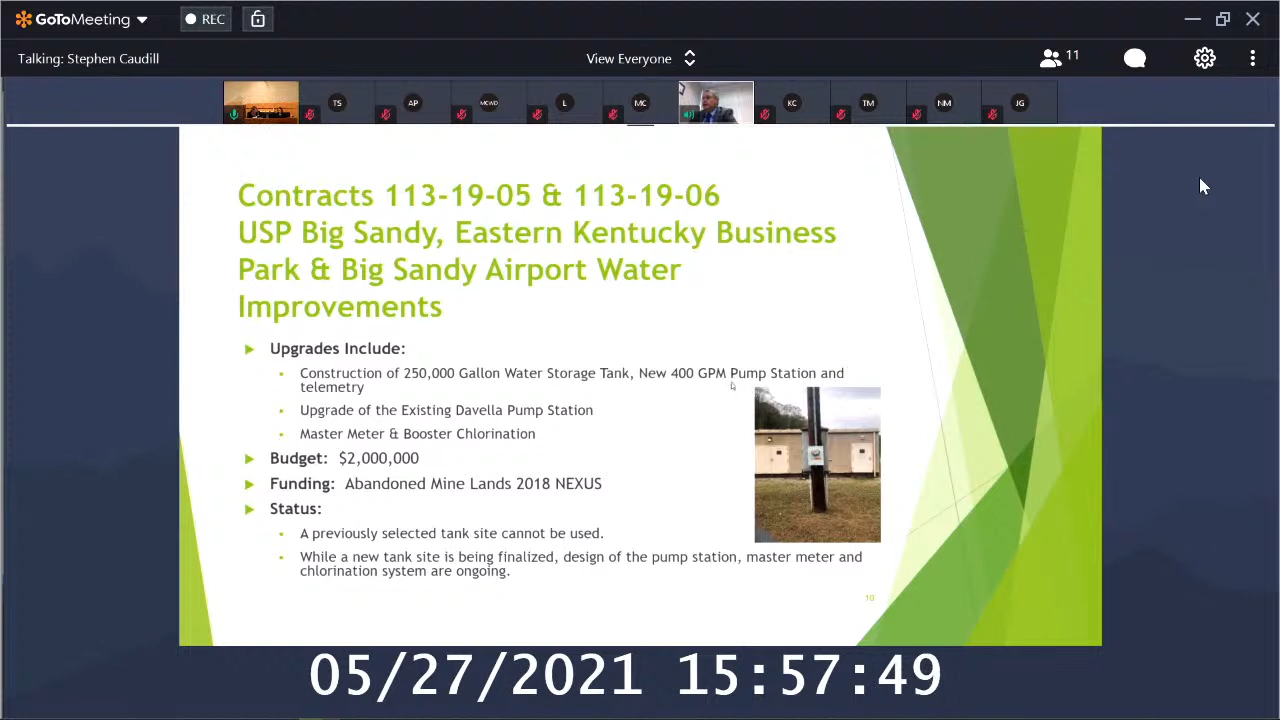 GoToMeeting
REC
Talking: Stephen Caudill
View Everyone
11
TS
AP
MCWD
L
MC
KC
TM
NM
JG
Contracts 113-19-05 & 113-19-06
USP Big Sandy, Eastern Kentucky Business
Park & Big Sandy Airport Water
Improvements
Upgrades Include:
Construction of 250,000 Gallon Water Storage Tank, New 400 GPM Pump Station and
telemetry
Upgrade of the Existing Davella Pump Station
Master Meter & Booster Chlorination
Budget: $2,000,000
Funding: Abandoned Mine Lands 2018 NEXUS
Status:
A previously selected tank site cannot be used.
While a new tank site is being finalized, design of the pump station, master meter and
chlorination system are ongoing.
10
05/27/2021 15:57:49